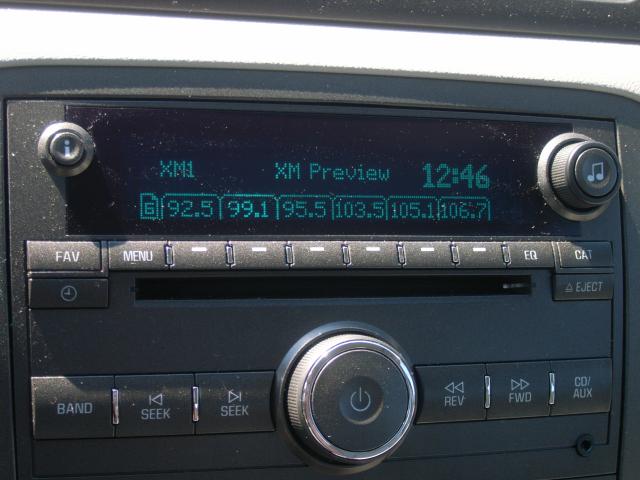 XM1 XM Preview 12:46
6 92.5 99.1 95.5 103.5 105.1 106.7
FAV MENU EQ CAT
EJECT
BAND SEEK SEEK REV FWD CD/
AUX